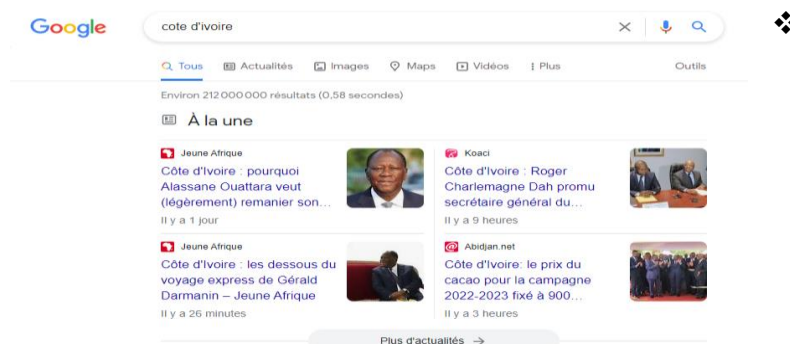 Google
cote d'ivoire
Tous Actualités Images Maps Vidéos Plus Outils
Environ 212 000 000 résultats (0,58 secondes)
À la une
Jeune Afrique
Côte d'Ivoire : pourquoi
Alassane Ouattara veut
(légèrement) remanier son...
Il y a 1 jour
Koaci
Côte d'Ivoire : Roger
Charlemagne Dah promu
secrétaire général du...
Il y a 9 heures
Jeune Afrique
Côte d'Ivoire : les dessous du
voyage express de Gérald
Darmanin – Jeune Afrique
Il y a 26 minutes
Abidjan.net
Côte d'Ivoire: le prix du
cacao pour la campagne
2022-2023 fixé à 900...
Il y a 3 heures
Plus d'actualités →